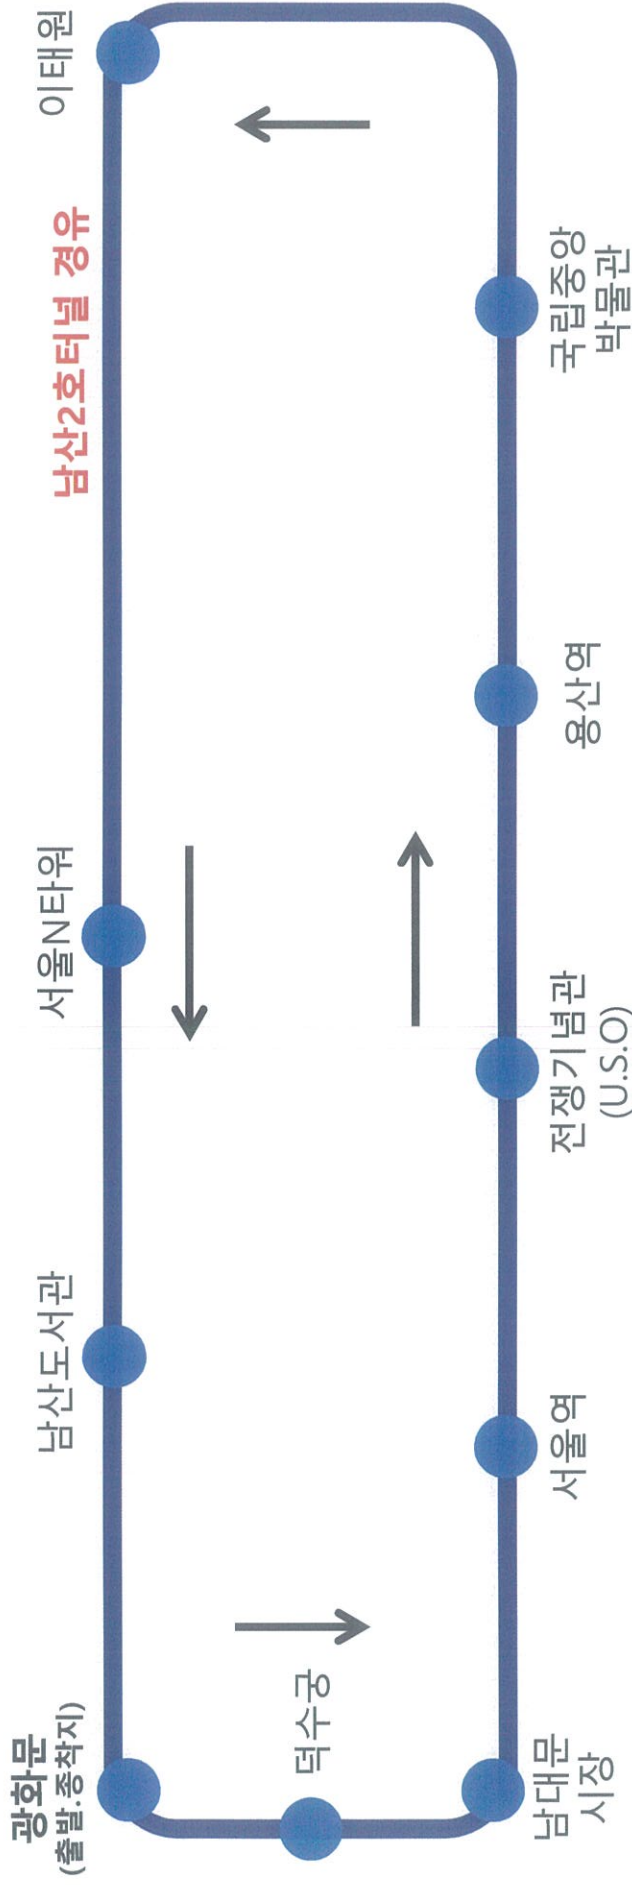 광화문
(출발.종착지)
남산도서관
서울N타워
남산2호터널 경유
이태원
덕수궁
남대문
시장
서울역
전쟁기념관
(U.S.O)
용산역
국립중앙
박물관